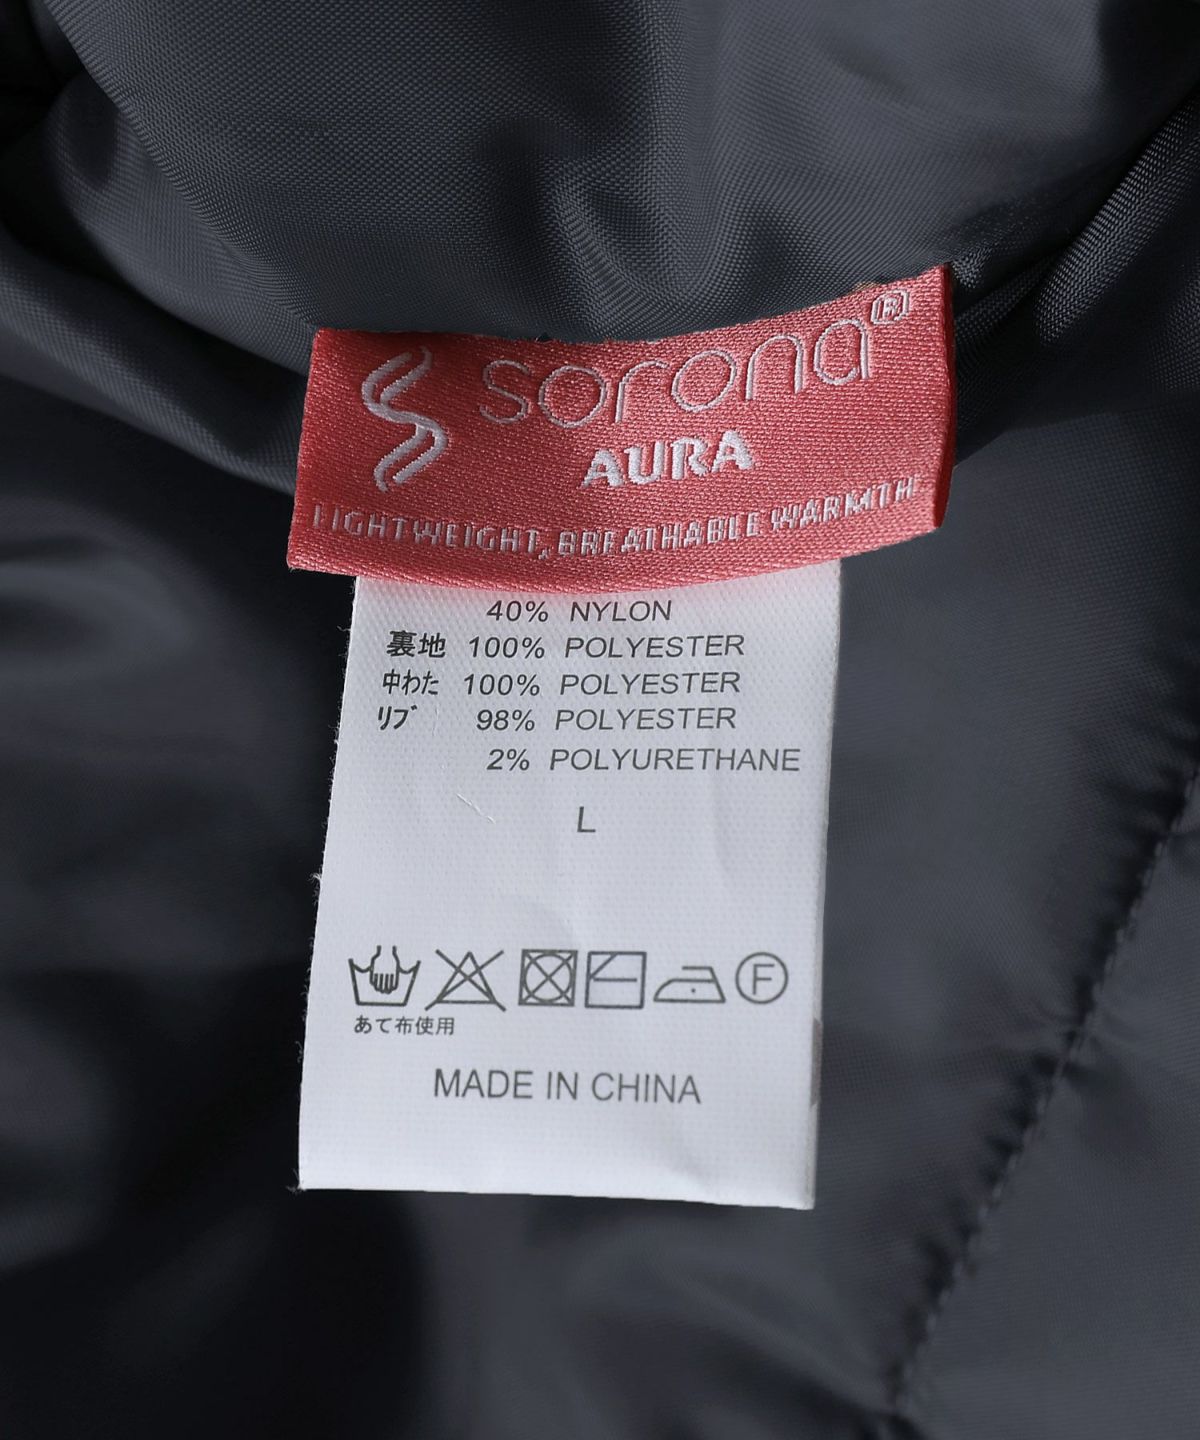 sorona®
AURA
LIGHTWEIGHT, BREATHABLE WARMTH
40% NYLON
裏地 100% POLYESTER
中わた 100% POLYESTER
リブ 98% POLYESTER
2% POLYURETHANE
L
F
あて布使用
MADE IN CHINA